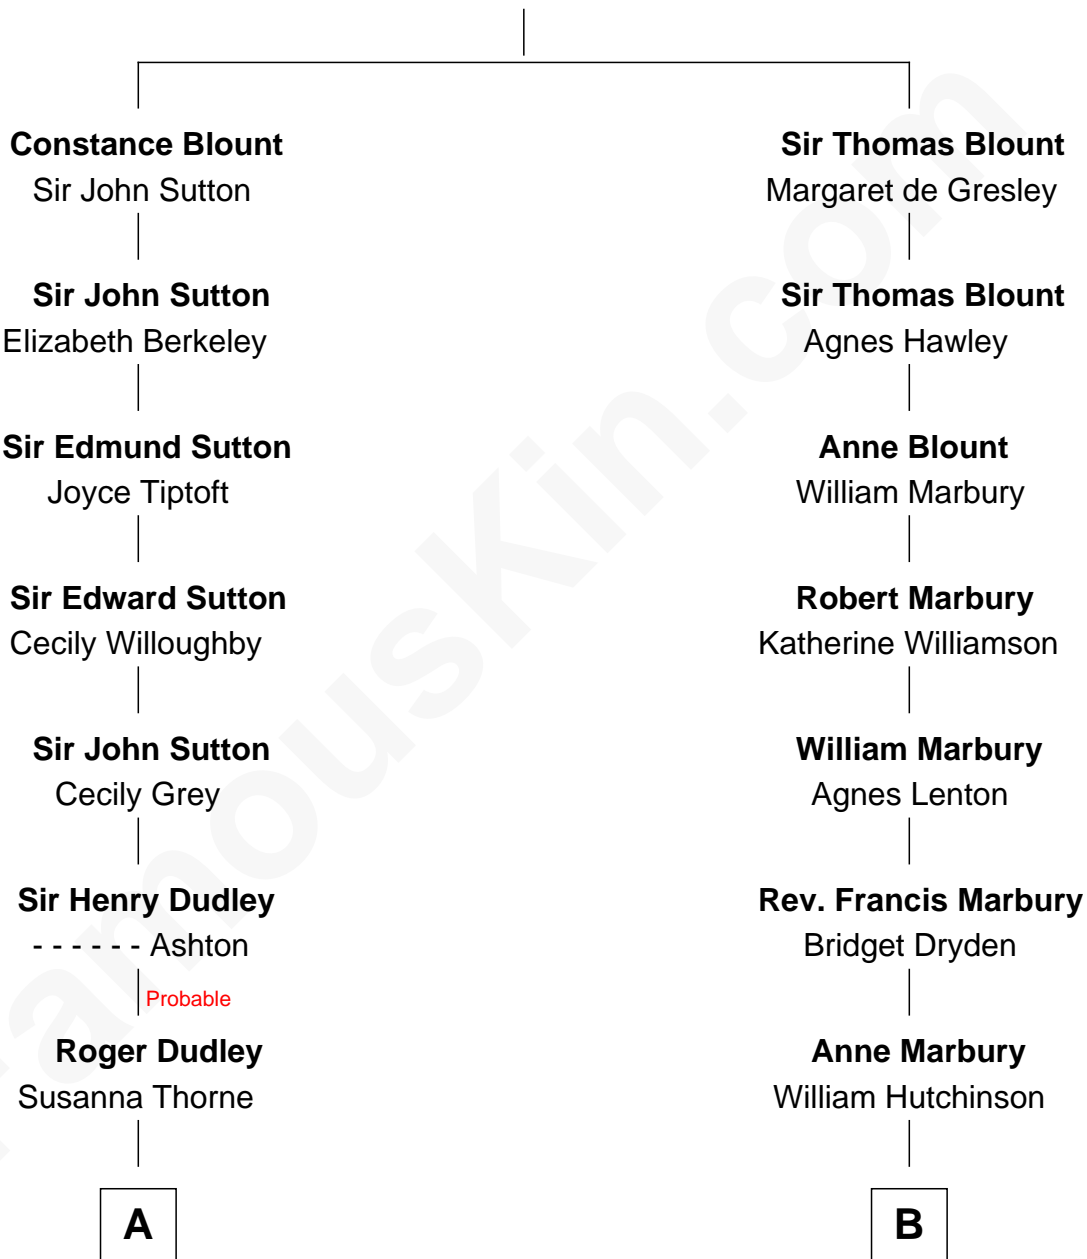 Constance Blount
Sir John Sutton
Sir John Sutton
Elizabeth Berkeley
Sir Edmund Sutton
Joyce Tiptoft
Sir Edward Sutton
Cecily Willoughby
Sir John Sutton
Cecily Grey
Sir Henry Dudley
- - - - - - Ashton
Probable
Roger Dudley
Susanna Thorne
A
Sir Thomas Blount
Margaret de Gresley
Sir Thomas Blount
Agnes Hawley
Anne Blount
William Marbury
Robert Marbury
Katherine Williamson
William Marbury
Agnes Lenton
Rev. Francis Marbury
Bridget Dryden
Anne Marbury
William Hutchinson
B
FamousKin.com